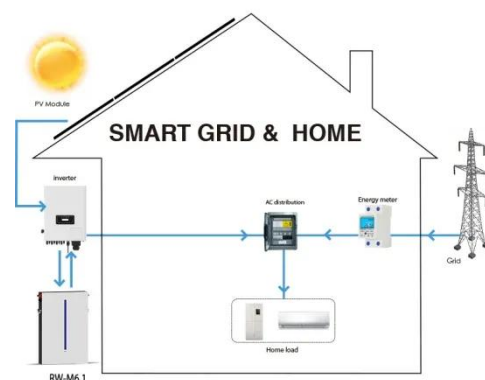 PV Module
SMART GRID & HOME
Inverter
AC distribution
Energy meter
Grid
Home load
RW-M6.1